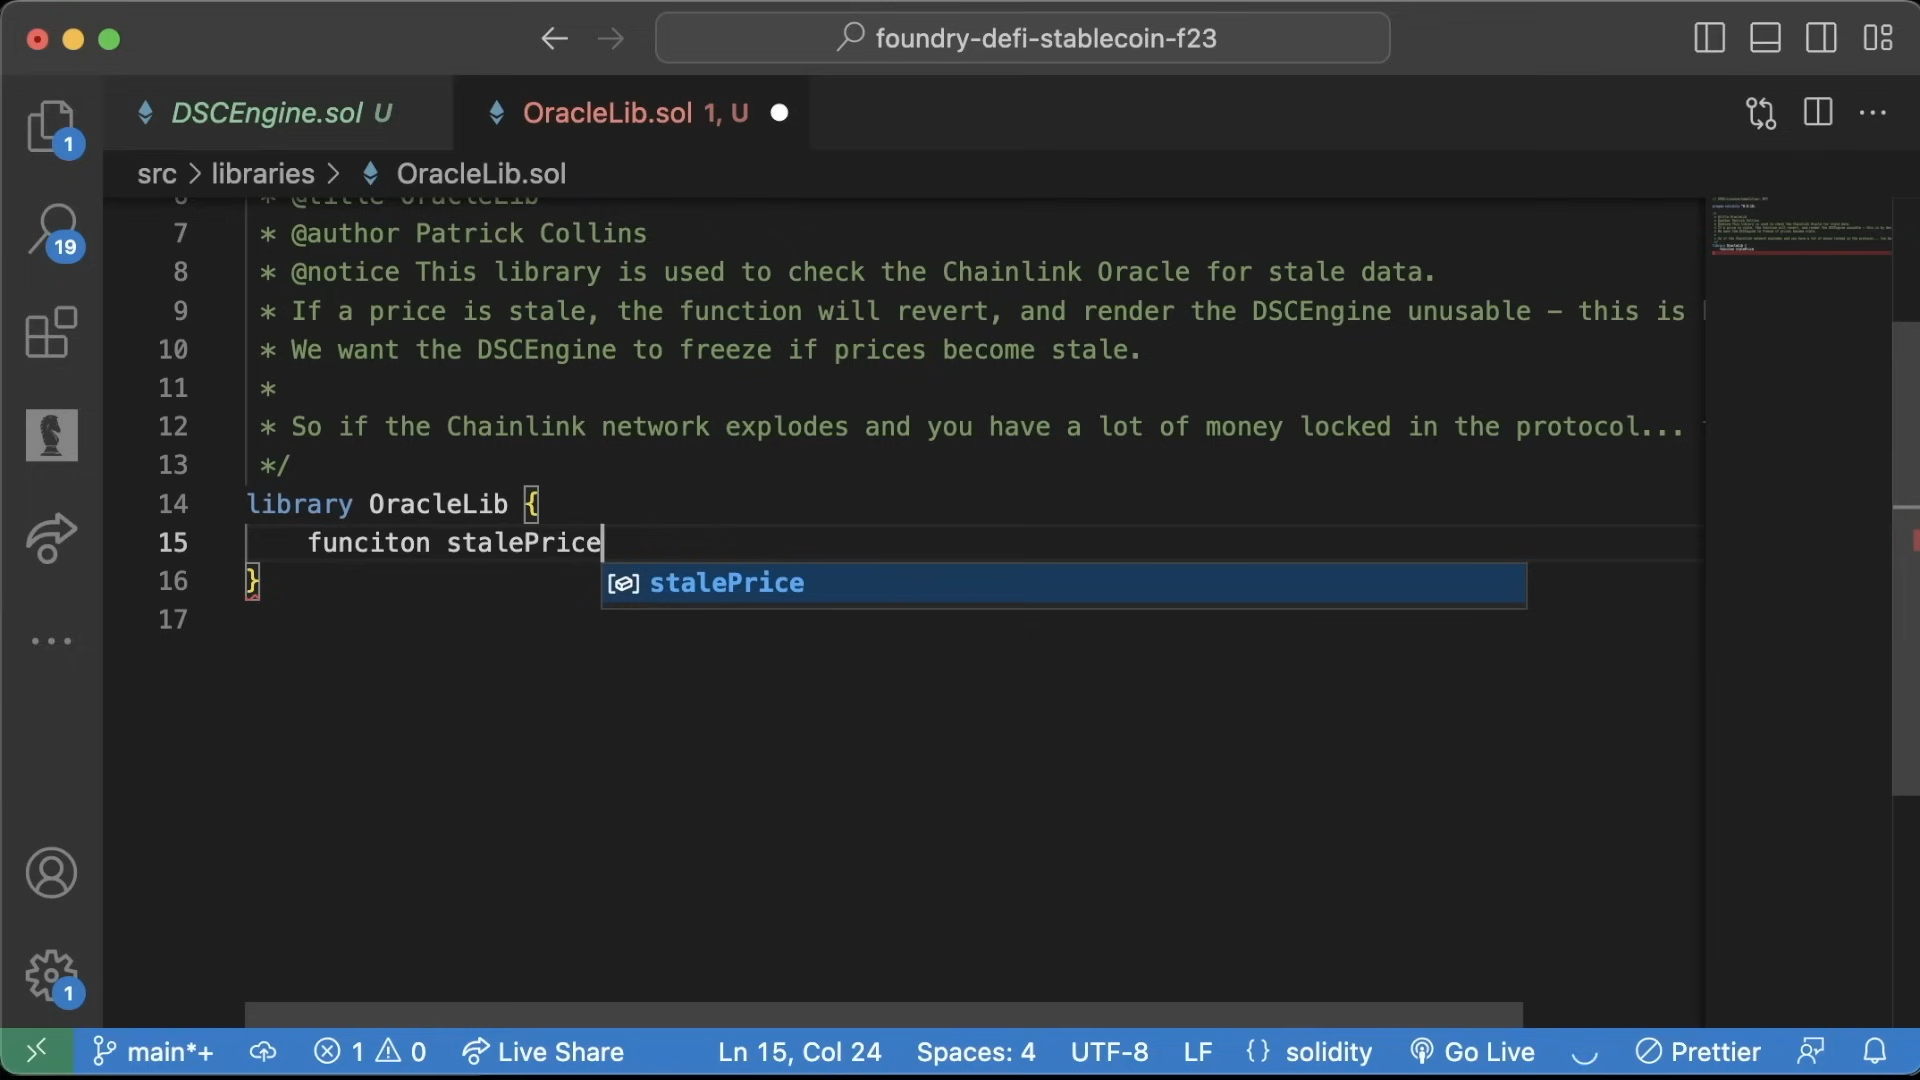 foundry-defi-stablecoin-f23
DSCEngine.sol U
OracleLib.sol 1, U
src > libraries > OracleLib.sol
1
19
7 * @author Patrick Collins
8 * @notice This library is used to check the Chainlink Oracle for stale data.
9 * If a price is stale, the function will revert, and render the DSCEngine unusable - this is
10 * We want the DSCEngine to freeze if prices become stale.
11 *
12 * So if the Chainlink network explodes and you have a lot of money locked in the protocol...
13 */
14 library OracleLib {
15 funciton stalePrice
stalePrice
16 }
17
1
main*+ 1 0 Live Share Ln 15, Col 24 Spaces: 4 UTF-8 LF {} solidity Go Live Prettier